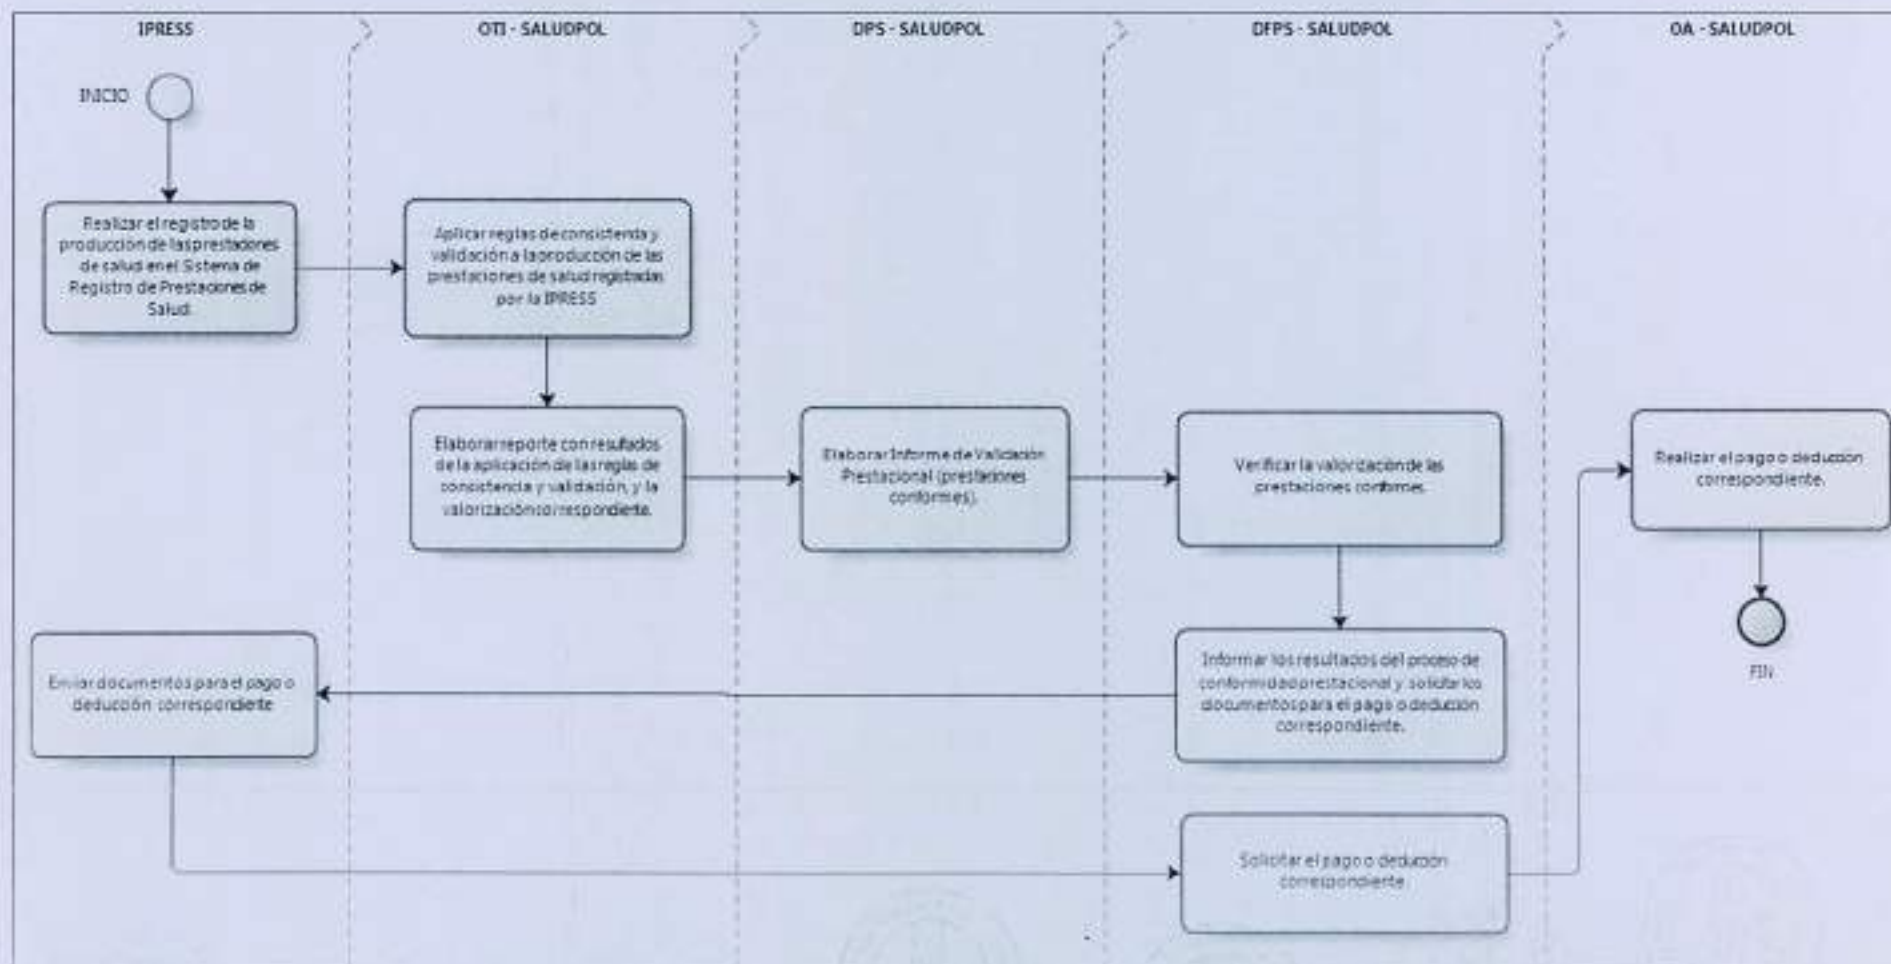 IPRESS
OTI - SALUDPOL
DPS - SALUDPOL
DFPS - SALUDPOL
OA - SALUDPOL
INICIO
Realizar el registro de la
producción de las prestadores
de salud en el Sistema de
Registro de Prestaciones de
Salud.
Aplicar reglas de consistencia y
validación a la producción de las
prestaciones de salud registradas
por la IPRESS
Elaborar reporte con resultados
de la aplicación de las reglas de
consistencia y validación, y la
valorización correspondiente.
Elaborar Informe de Validación
Prestacional (prestaciones
conformes).
Verificar la valorización de las
prestaciones conformes.
Realizar el pago o deducción
correspondiente.
FIN
Enviar documentos para el pago o
deducción correspondiente
Informar los resultados del proceso de
conformidad prestacional y solicitar los
documentos para el pago o deducción
correspondiente.
Solicitar el pago o deducción
correspondiente.